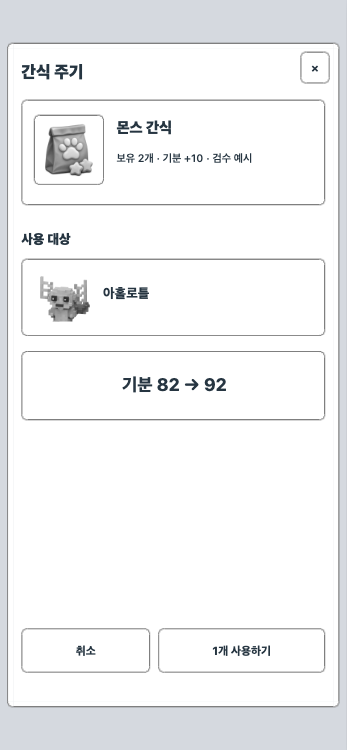 간식 주기
×
몬스 간식
보유 2개 · 기분 +10 · 검수 예시
사용 대상
아홀로틀
기분 82 → 92
취소
1개 사용하기